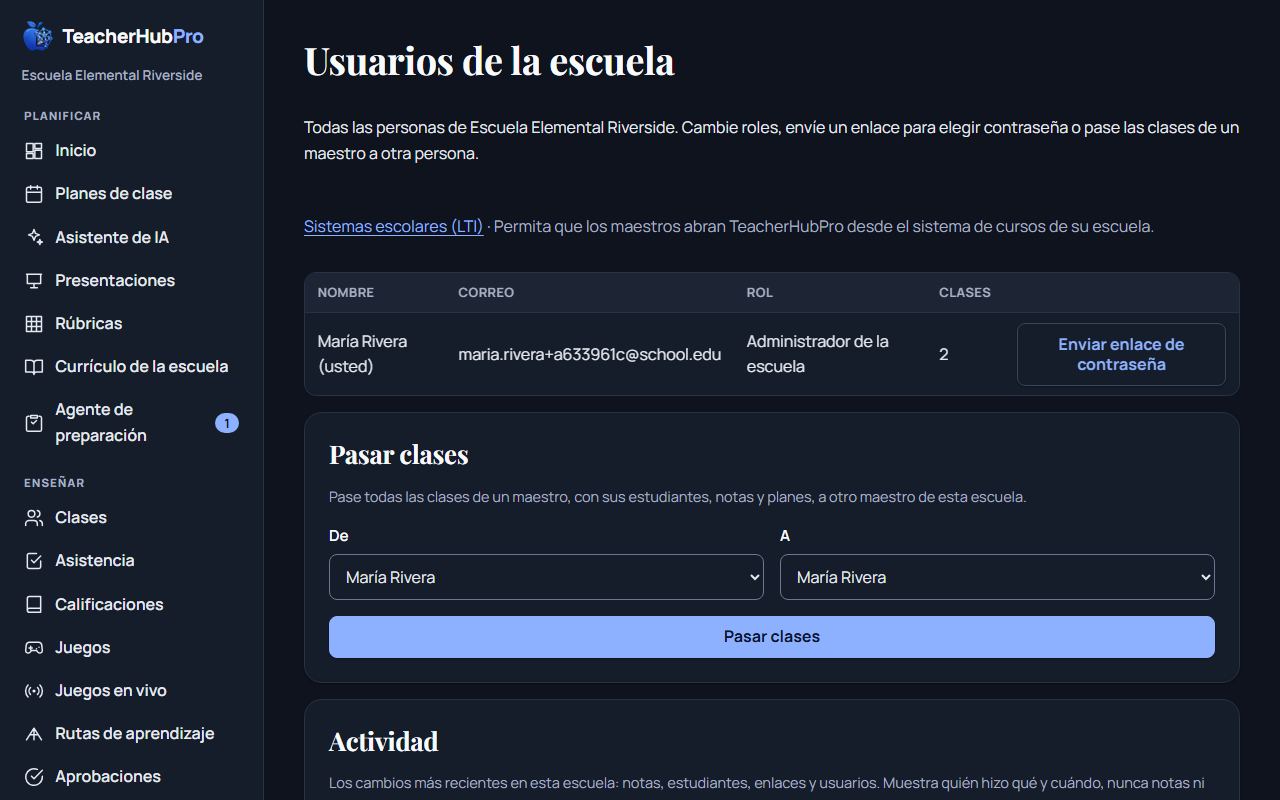 TeacherHubPro
Escuela Elemental Riverside
PLANIFICAR
Inicio
Planes de clase
Asistente de IA
Presentaciones
Rúbricas
Currículo de la escuela
Agente de
preparación
1
ENSEÑAR
Clases
Asistencia
Calificaciones
Juegos
Juegos en vivo
Rutas de aprendizaje
Aprobaciones
Usuarios de la escuela
Todas las personas de Escuela Elemental Riverside. Cambie roles, envíe un enlace para elegir contraseña o pase las clases de un
maestro a otra persona.
Sistemas escolares (LTI) · Permita que los maestros abran TeacherHubPro desde el sistema de cursos de su escuela.
NOMBRE CORREO ROL CLASES
María Rivera
(usted)
maria.rivera+a633961c@school.edu
Administrador de la
escuela
2
Enviar enlace de
contraseña
Pasar clases
Pase todas las clases de un maestro, con sus estudiantes, notas y planes, a otro maestro de esta escuela.
De A
María Rivera María Rivera
Pasar clases
Actividad
Los cambios más recientes en esta escuela: notas, estudiantes, enlaces y usuarios. Muestra quién hizo qué y cuándo, nunca notas ni